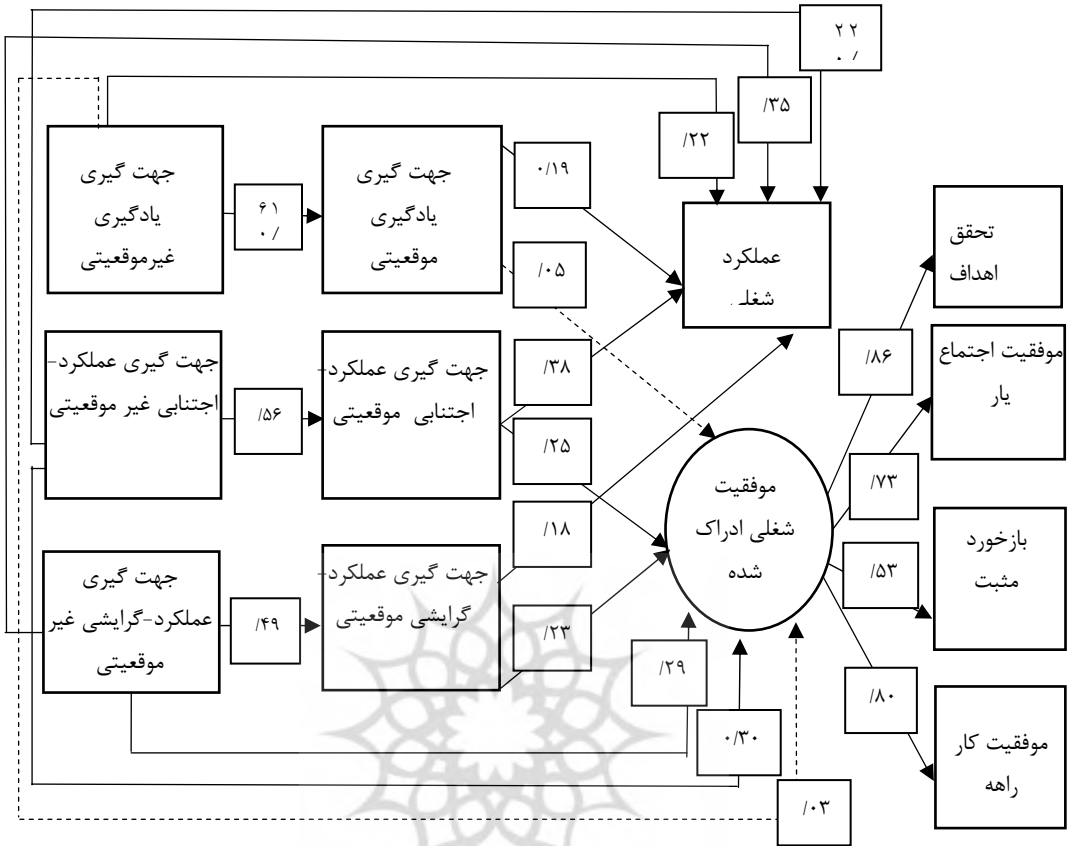 ۲۲
۰/
/۳۵
/۲۲
جهت گیری
یادگیری
غیرموقعیتی
۶۱
۰/
جهت گیری
یادگیری
موقعیتی
۰/۱۹
/۰۵
عملکرد
شغلی
تحقق
اهداف
جهت گیری عملکرد-
اجتنابی غیر موقعیتی
/۵۶
جهت گیری عملکرد-
اجتنابی موقعیتی
/۳۸
/۲۵
/۸۶
موفقیت اجتماع
یار
/۷۳
موفقیت
شغلی ادراک
شده
جهت گیری
عملکرد-گرایشی غیر
موقعیتی
/۴۹
جهت گیری عملکرد-
گرایشی موقعیتی
/۱۸
/۲۳
/۵۳
بازخورد
مثبت
/۲۹
۰/۳۰
/۰۳
/۸۰
موفقیت کار
راهه